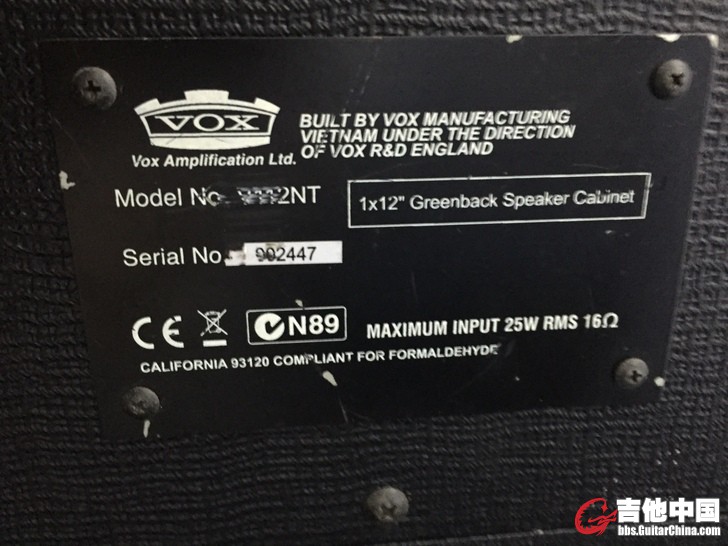 VOX
Vox Amplification Ltd.
BUILT BY VOX MANUFACTURING
VIETNAM UNDER THE DIRECTION
OF VOX R&D ENGLAND
Model No.
1x12" Greenback Speaker Cabinet
Serial No. 902447
CE N89 MAXIMUM INPUT 25W RMS 16Ω
CALIFORNIA 93120 COMPLIANT FOR FORMALDEHYDE
吉他中国
bbs.GuitarChina.com